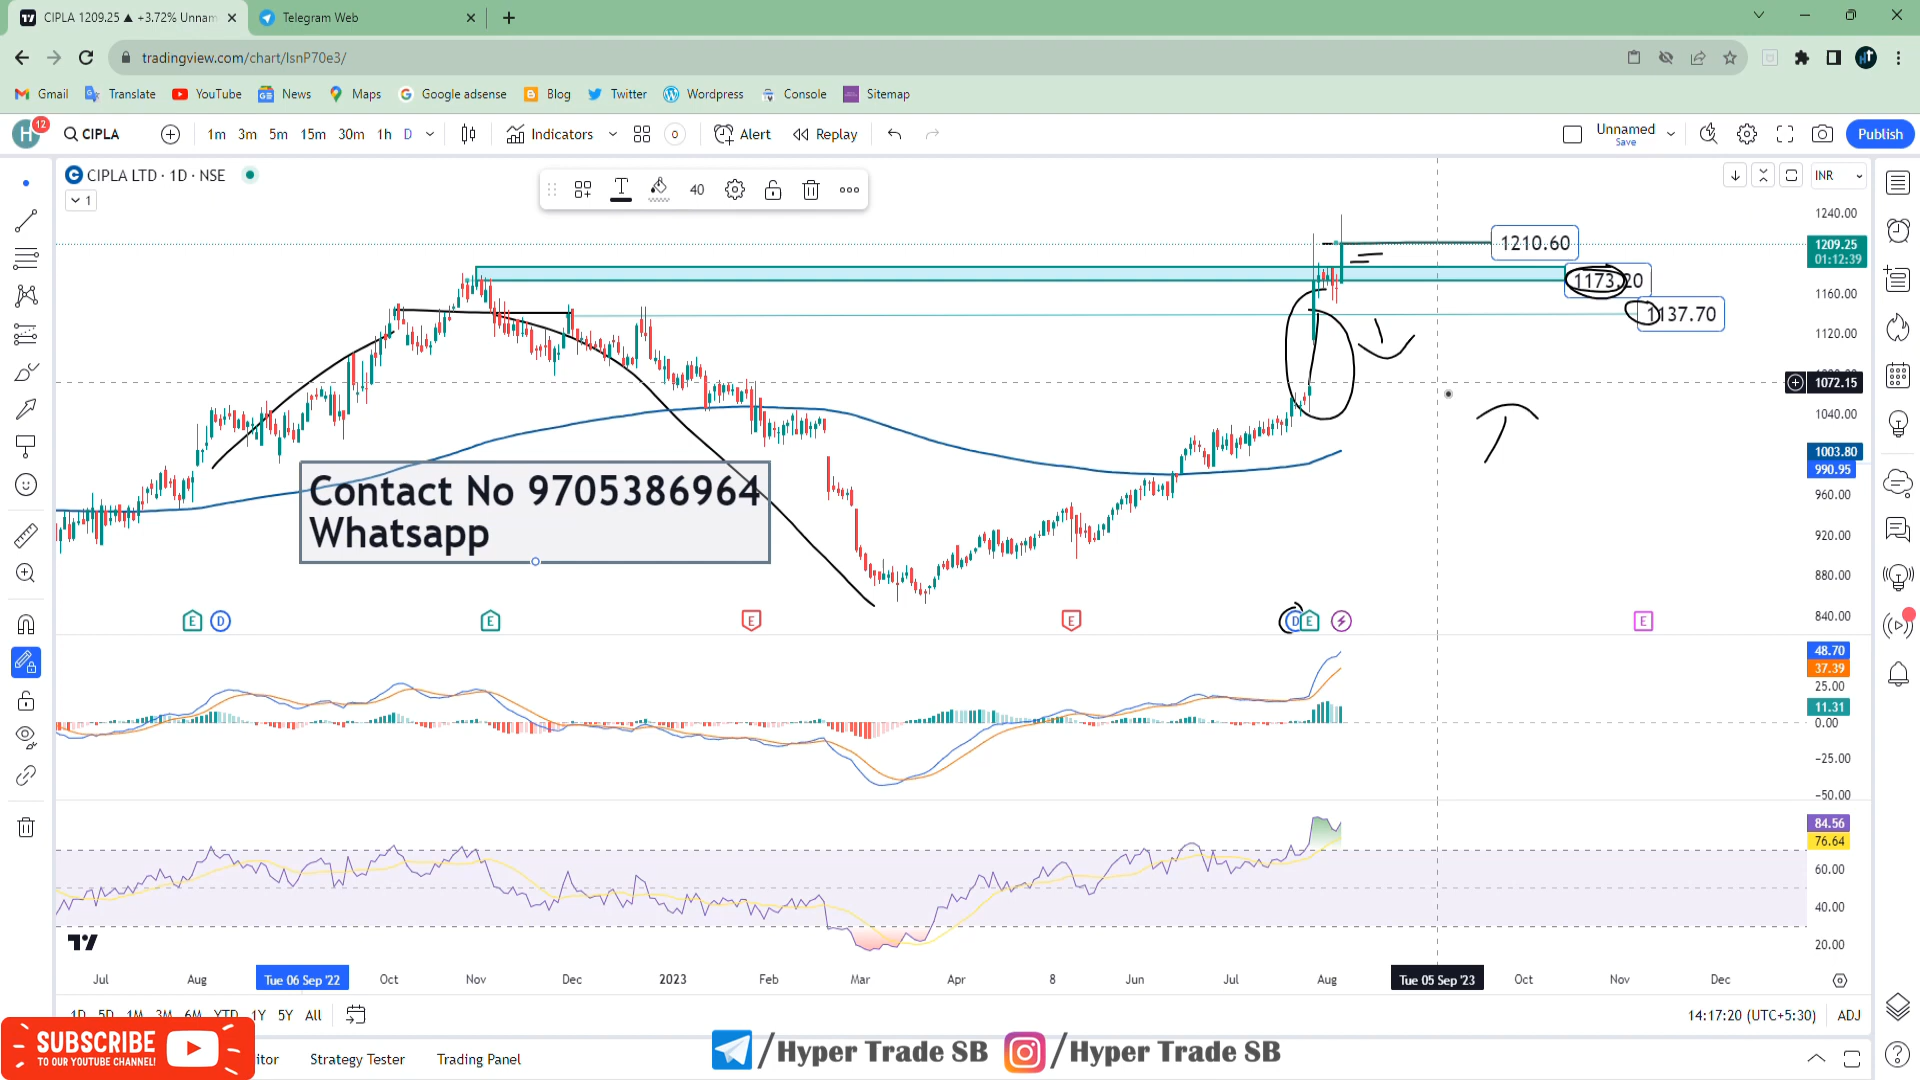 CIPLA 1209.25 ▲ +3.72% Unnam
Telegram Web
tradingview.com/chart/IsnP70e3/
Gmail Translate YouTube News Maps Google adsense Blog Twitter Wordpress Console Sitemap
H 12 CIPLA 1m 3m 5m 15m 30m 1h D Indicators Alert Replay Unnamed Save Publish
CIPLA LTD · 1D · NSE
1
T 40
INR
1240.00
1210.60
1209.25
01:12:39
1173.20
1160.00
1137.70
1120.00
1072.15
1040.00
1003.80
990.95
960.00
920.00
880.00
840.00
Contact No 9705386964
Whatsapp
E D E E E D E E
48.70
37.39
25.00
11.31
0.00
−25.00
−50.00
84.56
76.64
60.00
40.00
20.00
Jul Aug Tue 06 Sep '22 Oct Nov Dec 2023 Feb Mar Apr 8 Jun Jul Aug Tue 05 Sep '23 Oct Nov Dec
1D 5D 1M 3M 6M YTD 1Y 5Y All 14:17:20 (UTC+5:30) ADJ
SUBSCRIBE
TO OUR YOUTUBE CHANNEL!
itor Strategy Tester Trading Panel
/Hyper Trade SB /Hyper Trade SB